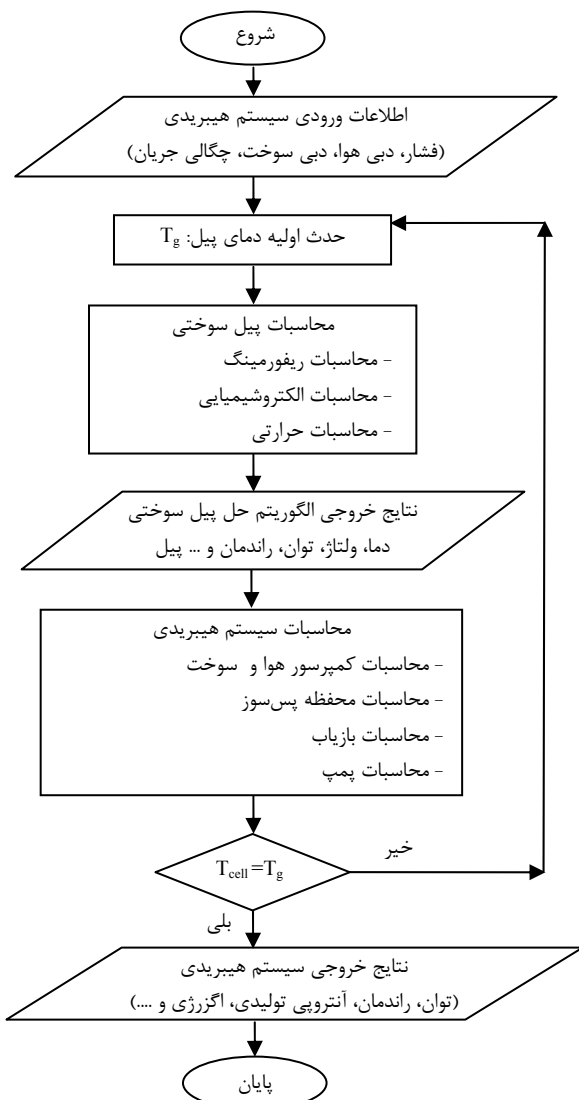 شروع
اطلاعات ورودی سیستم هیبریدی
(فشار، دبی هوا، دبی سوخت، چگالی جریان)
حدث اولیه دمای پیل: Tg
محاسبات پیل سوختی
- محاسبات ریفورمینگ
- محاسبات الکتروشیمیایی
- محاسبات حرارتی
نتایج خروجی الگوریتم حل پیل سوختی
دما، ولتاژ، توان، راندمان و ... پیل
محاسبات سیستم هیبریدی
- محاسبات کمپرسور هوا و سوخت
- محاسبات محفظه پس‌سوز
- محاسبات بازیاب
- محاسبات پمپ
Tcell=Tg
خیر
بلی
نتایج خروجی سیستم هیبریدی
(توان، راندمان، آنتروپی تولیدی، اگزرژی و ....)
پایان